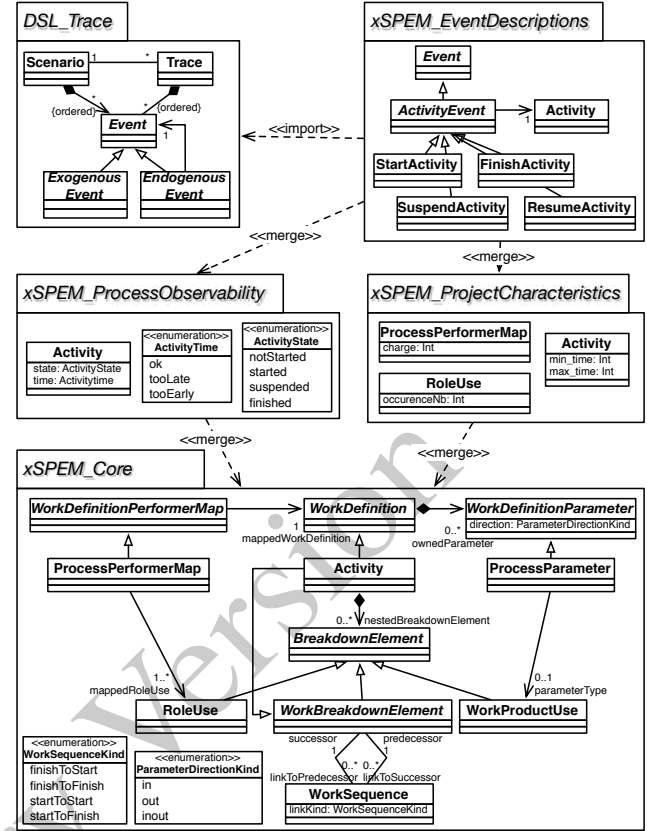 DSL_Trace
Scenario
1
*
Trace
*
{ordered}
*
{ordered}
Event
1
Exogenous
Event
Endogenous
Event
<<import>>
xSPEM_EventDescriptions
Event
ActivityEvent
1
Activity
StartActivity
FinishActivity
SuspendActivity
ResumeActivity
<<merge>>
<<merge>>
xSPEM_ProcessObservability
Activity
state: ActivityState
time: Activitytime
<<enumeration>>
ActivityTime
ok
tooLate
tooEarly
<<enumeration>>
ActivityState
notStarted
started
suspended
finished
xSPEM_ProjectCharacteristics
ProcessPerformerMap
charge: Int
RoleUse
occurenceNb: Int
Activity
min_time: Int
max_time: Int
<<merge>>
<<merge>>
xSPEM_Core
WorkDefinitionPerformerMap
1
mappedWorkDefinition
WorkDefinition
0..*
ownedParameter
WorkDefinitionParameter
direction: ParameterDirectionKind
ProcessPerformerMap
Activity
ProcessParameter
0..*
nestedBreakdownElement
BreakdownElement
1..*
mappedRoleUse
0..1
parameterType
RoleUse
WorkBreakdownElement
WorkProductUse
successor
predecessor
1
1
0..*
0..*
linkToPredecessor
linkToSuccessor
WorkSequence
linkKind: WorkSequenceKind
<<enumeration>>
WorkSequenceKind
finishToStart
finishToFinish
startToStart
startToFinish
<<enumeration>>
ParameterDirectionKind
in
out
inout
Version